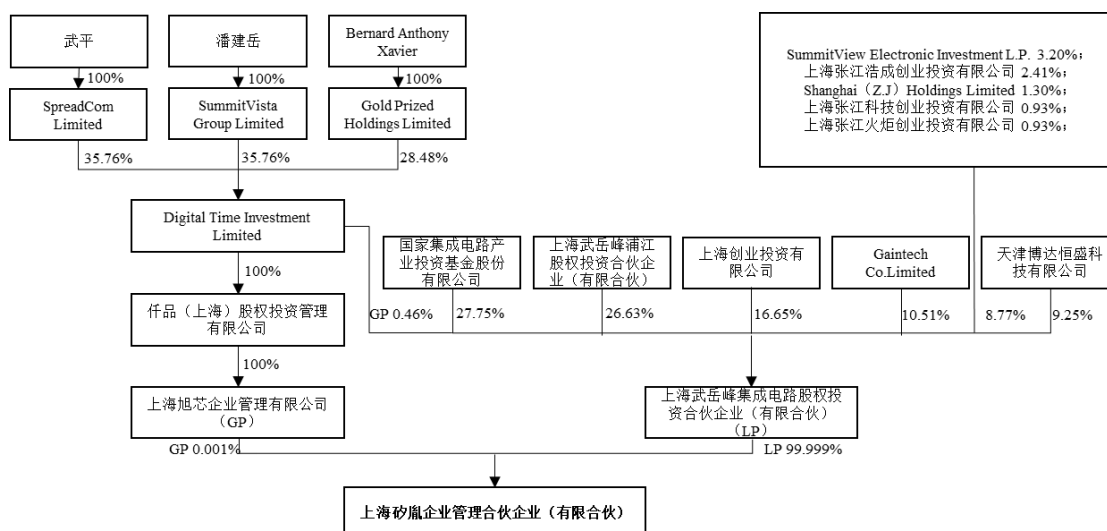 武平
潘建岳
Bernard Anthony
Xavier
SummitView Electronic Investment L.P. 3.20%；
上海张江浩成创业投资有限公司 2.41%；
Shanghai（Z.J）Holdings Limited 1.30%；
上海张江科技创业投资有限公司 0.93%；
上海张江火炬创业投资有限公司 0.93%；
100%
100%
100%
SpreadCom
Limited
SummitVista
Group Limited
Gold Prized
Holdings Limited
35.76%
35.76%
28.48%
Digital Time Investment
Limited
国家集成电路产
业投资基金股份
有限公司
上海武岳峰浦江
股权投资合伙企
业（有限合伙）
上海创业投资有
限公司
Gaintech
Co.Limited
天津博达恒盛科
技有限公司
100%
GP 0.46%
27.75%
26.63%
16.65%
10.51%
8.77%
9.25%
仟品（上海）股权投资管理
有限公司
100%
上海旭芯企业管理有限公司
（GP）
上海武岳峰集成电路股权投
资合伙企业（有限合伙）
（LP）
GP 0.001%
LP 99.999%
上海矽胤企业管理合伙企业（有限合伙）